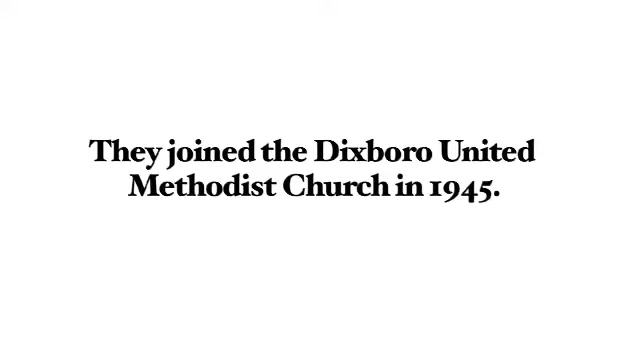 They joined the Dixboro United
Methodist Church in 1945.